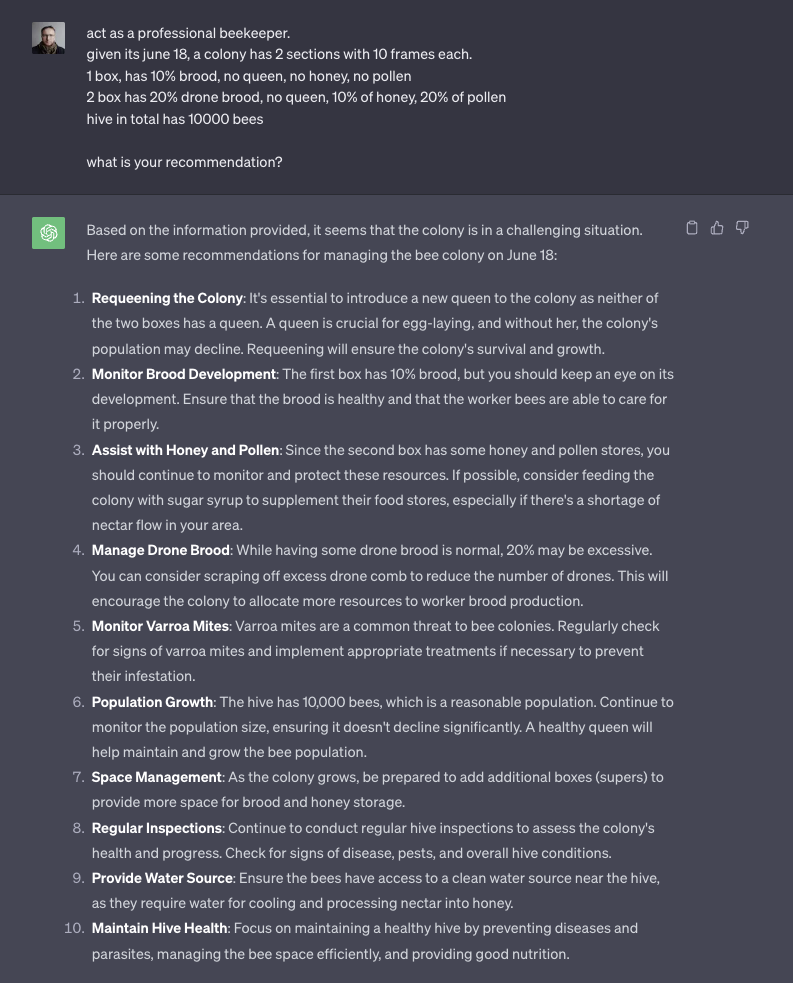 act as a professional beekeeper.
given its june 18, a colony has 2 sections with 10 frames each.
1 box, has 10% brood, no queen, no honey, no pollen
2 box has 20% drone brood, no queen, 10% of honey, 20% of pollen
hive in total has 10000 bees
what is your recommendation?
Based on the information provided, it seems that the colony is in a challenging situation.
Here are some recommendations for managing the bee colony on June 18:
1. Requeening the Colony: It's essential to introduce a new queen to the colony as neither of
the two boxes has a queen. A queen is crucial for egg-laying, and without her, the colony's
population may decline. Requeening will ensure the colony's survival and growth.
2. Monitor Brood Development: The first box has 10% brood, but you should keep an eye on its
development. Ensure that the brood is healthy and that the worker bees are able to care for
it properly.
3. Assist with Honey and Pollen: Since the second box has some honey and pollen stores, you
should continue to monitor and protect these resources. If possible, consider feeding the
colony with sugar syrup to supplement their food stores, especially if there's a shortage of
nectar flow in your area.
4. Manage Drone Brood: While having some drone brood is normal, 20% may be excessive.
You can consider scraping off excess drone comb to reduce the number of drones. This will
encourage the colony to allocate more resources to worker brood production.
5. Monitor Varroa Mites: Varroa mites are a common threat to bee colonies. Regularly check
for signs of varroa mites and implement appropriate treatments if necessary to prevent
their infestation.
6. Population Growth: The hive has 10,000 bees, which is a reasonable population. Continue to
monitor the population size, ensuring it doesn't decline significantly. A healthy queen will
help maintain and grow the bee population.
7. Space Management: As the colony grows, be prepared to add additional boxes (supers) to
provide more space for brood and honey storage.
8. Regular Inspections: Continue to conduct regular hive inspections to assess the colony's
health and progress. Check for signs of disease, pests, and overall hive conditions.
9. Provide Water Source: Ensure the bees have access to a clean water source near the hive,
as they require water for cooling and processing nectar into honey.
10. Maintain Hive Health: Focus on maintaining a healthy hive by preventing diseases and
parasites, managing the bee space efficiently, and providing good nutrition.